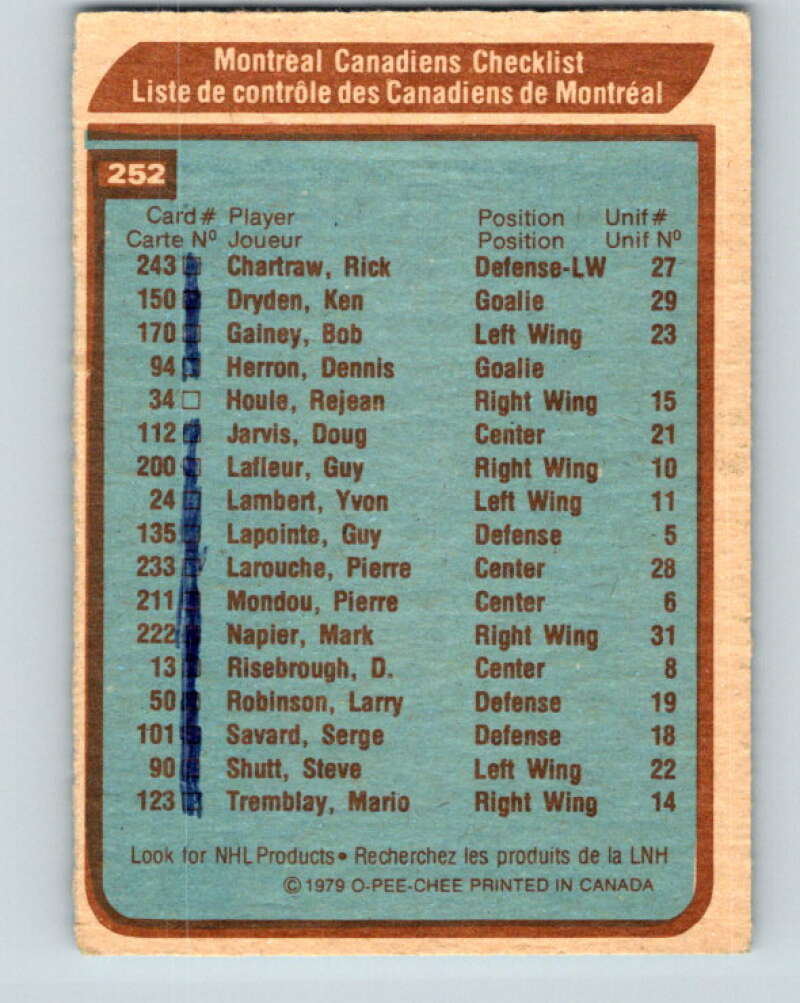 Montreal Canadiens Checklist
Liste de contrôle des Canadiens de Montréal
252
Card # Player Position Unif #
Carte Nº Joueur Position Unif Nº
243 Chartraw, Rick Defense-LW 27
150 Dryden, Ken Goalie 29
170 Gainey, Bob Left Wing 23
94 Herron, Dennis Goalie
34 □ Houle, Rejean Right Wing 15
112 Jarvis, Doug Center 21
200 Lafleur, Guy Right Wing 10
24 Lambert, Yvon Left Wing 11
135 Lapointe, Guy Defense 5
233 Larouche, Pierre Center 28
211 Mondou, Pierre Center 6
222 Napier, Mark Right Wing 31
13 Risebrough, D. Center 8
50 Robinson, Larry Defense 19
101 Savard, Serge Defense 18
90 Shutt, Steve Left Wing 22
123 Tremblay, Mario Right Wing 14
Look for NHL Products• Recherchez les produits de la LNH
© 1979 O-PEE-CHEE PRINTED IN CANADA